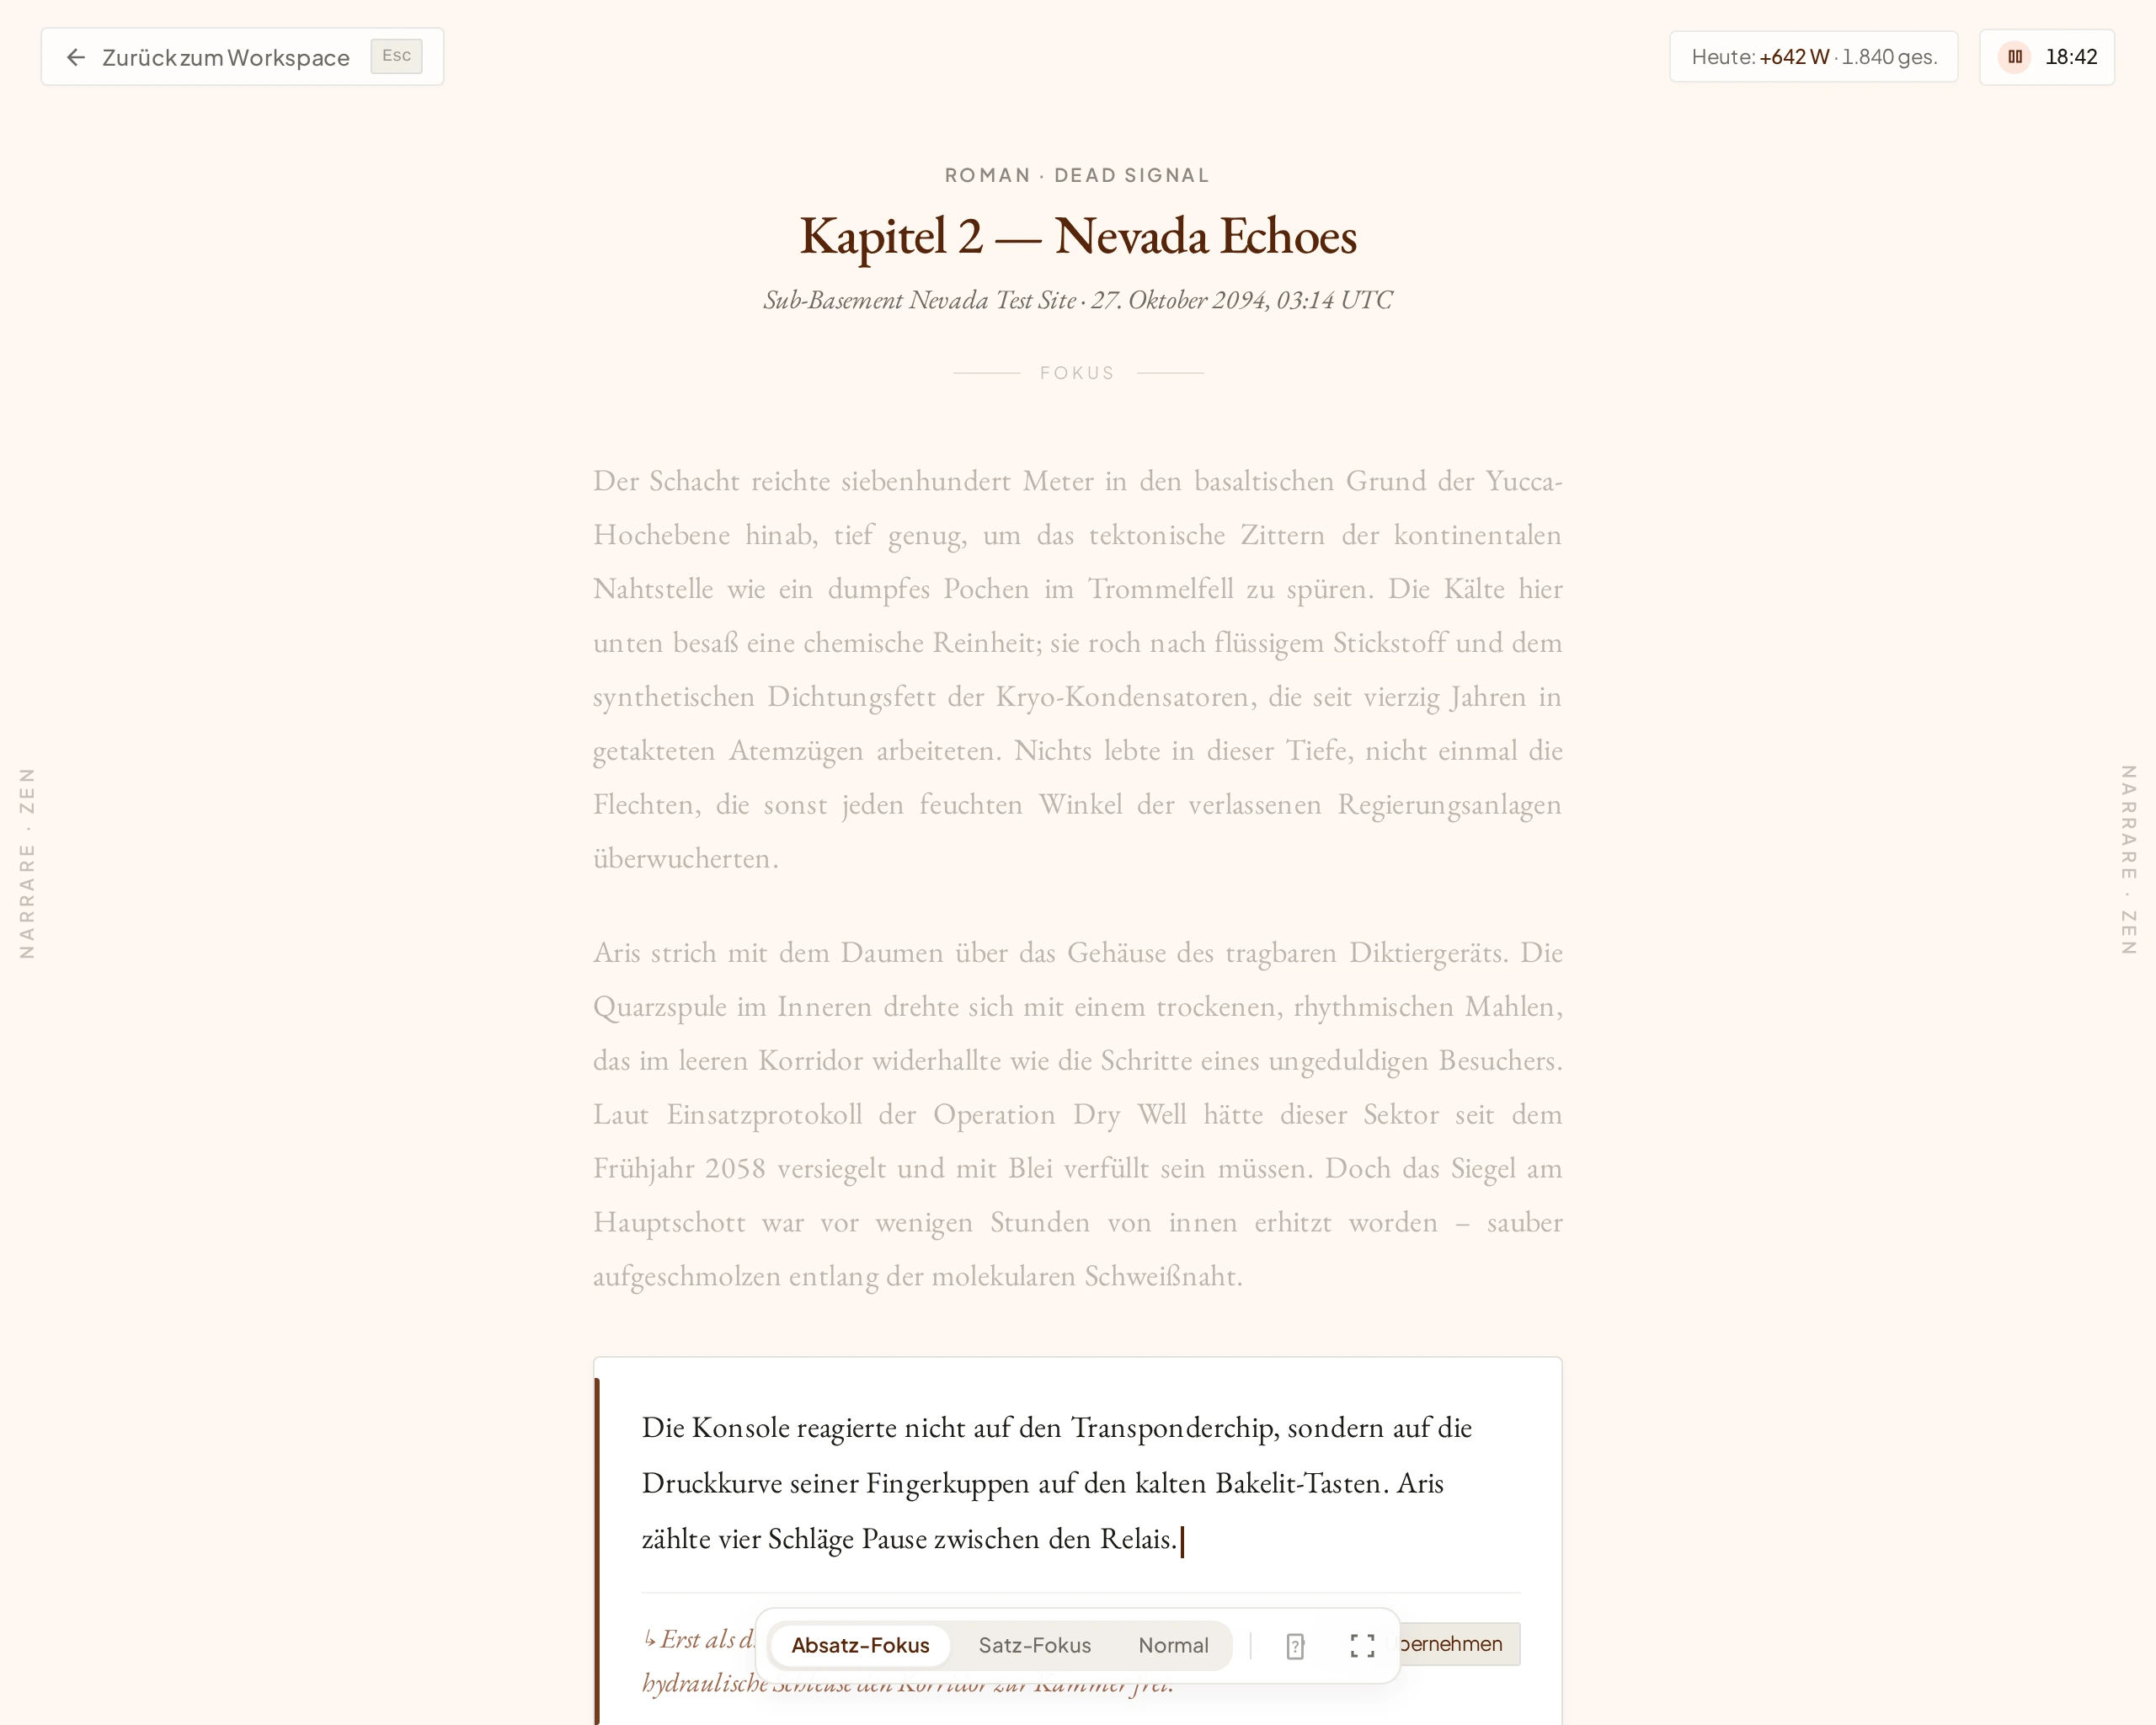 Zurück zum Workspace Esc
Heute: +642 W · 1.840 ges.
18:42
ROMAN · DEAD SIGNAL
Kapitel 2 — Nevada Echoes
Sub-Basement Nevada Test Site · 27. Oktober 2094, 03:14 UTC
FOKUS
Der Schacht reichte siebenhundert Meter in den basaltischen Grund der Yucca-
Hochebene hinab, tief genug, um das tektonische Zittern der kontinentalen
Nahtstelle wie ein dumpfes Pochen im Trommelfell zu spüren. Die Kälte hier
unten besaß eine chemische Reinheit; sie roch nach flüssigem Stickstoff und dem
synthetischen Dichtungsfett der Kryo-Kondensatoren, die seit vierzig Jahren in
getakteten Atemzügen arbeiteten. Nichts lebte in dieser Tiefe, nicht einmal die
Flechten, die sonst jeden feuchten Winkel der verlassenen Regierungsanlagen
überwucherten.
NARRARE · ZEN
NARRARE · ZEN
Aris strich mit dem Daumen über das Gehäuse des tragbaren Diktiergeräts. Die
Quarzspule im Inneren drehte sich mit einem trockenen, rhythmischen Mahlen,
das im leeren Korridor widerhallte wie die Schritte eines ungeduldigen Besuchers.
Laut Einsatzprotokoll der Operation Dry Well hätte dieser Sektor seit dem
Frühjahr 2058 versiegelt und mit Blei verfüllt sein müssen. Doch das Siegel am
Hauptschott war vor wenigen Stunden von innen erhitzt worden – sauber
aufgeschmolzen entlang der molekularen Schweißnaht.
Die Konsole reagierte nicht auf den Transponderchip, sondern auf die
Druckkurve seiner Fingerkuppen auf den kalten Bakelit-Tasten. Aris
zählte vier Schläge Pause zwischen den Relais.
↳ Erst als
Absatz-Fokus Satz-Fokus Normal
bernehmen
hydraulische Schleuse den Korridor zur Kammer frei.